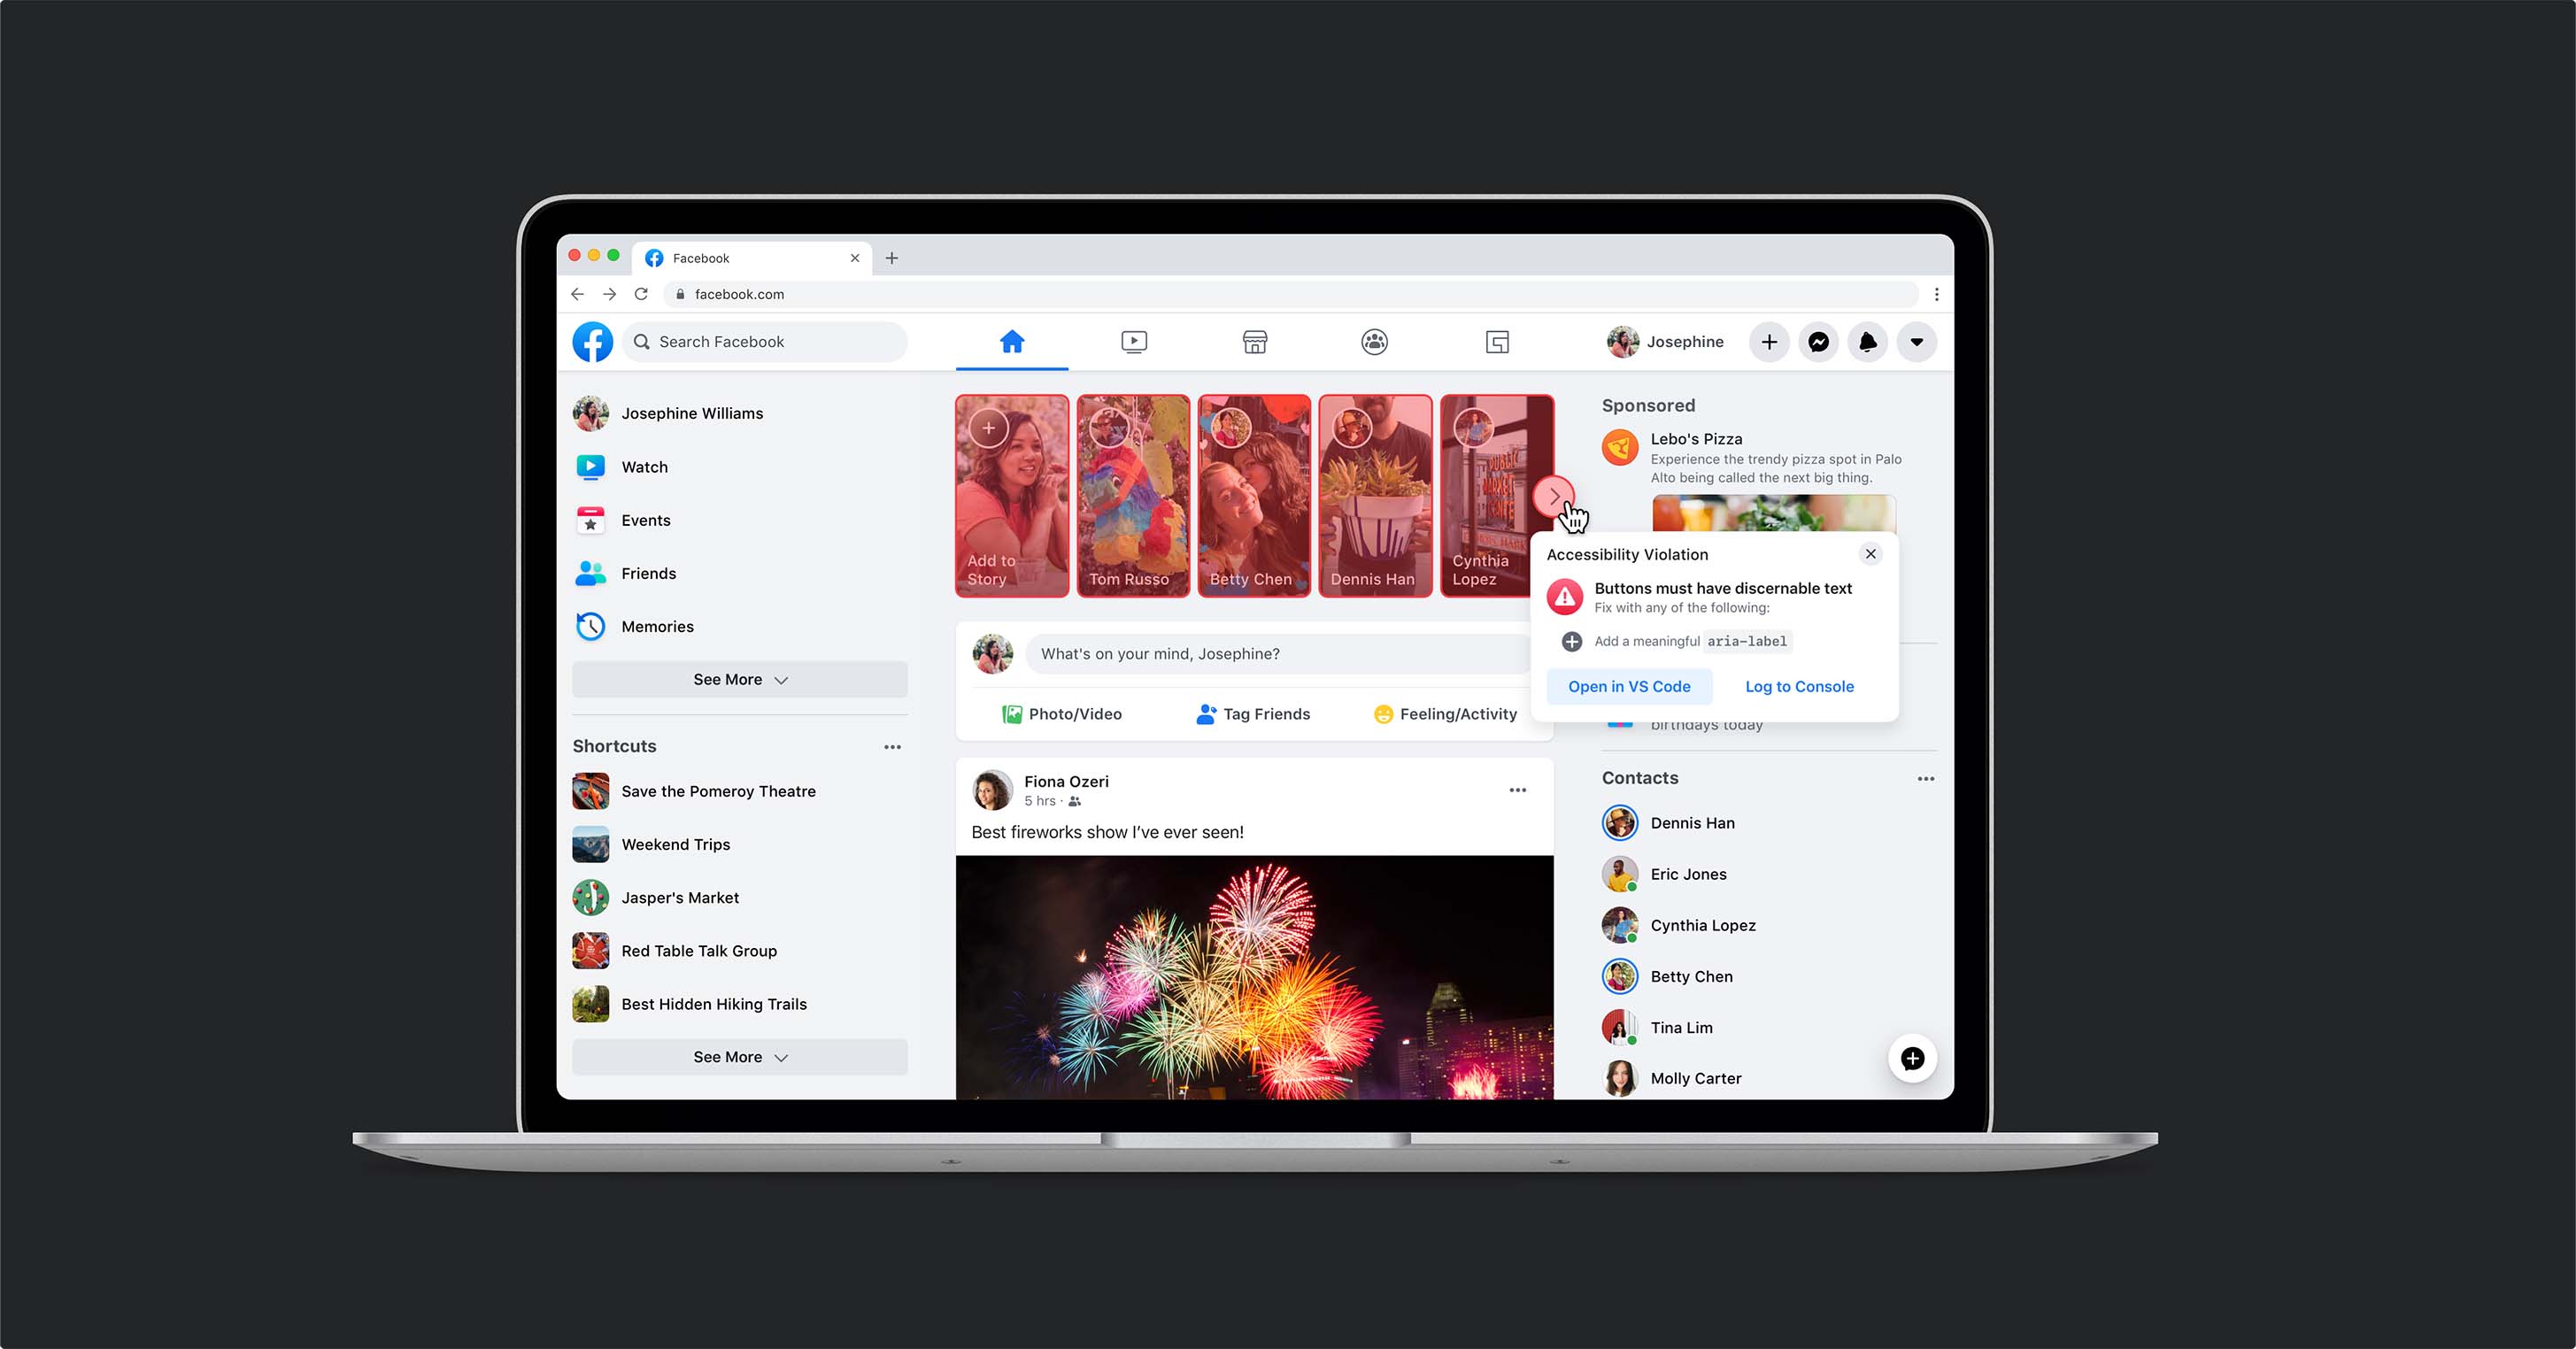 Facebook
facebook.com
Search Facebook
Josephine
Josephine Williams
Watch
Events
Friends
Memories
See More
Shortcuts
Save the Pomeroy Theatre
Weekend Trips
Jasper's Market
Red Table Talk Group
Best Hidden Hiking Trails
See More
Add to
Story
Tom Russo
Betty Chen
Dennis Han
PUBLIC
MARKET
Cynthia
Lopez
What's on your mind, Josephine?
Photo/Video
Tag Friends
Feeling/Activity
Fiona Ozeri
5 hrs ·
Best fireworks show I’ve ever seen!
Sponsored
Lebo's Pizza
Experience the trendy pizza spot in Palo
Alto being called the next big thing.
Accessibility Violation
Buttons must have discernable text
Fix with any of the following:
Add a meaningful aria-label
Open in VS Code
Log to Console
birthdays today
Contacts
Dennis Han
Eric Jones
Cynthia Lopez
Betty Chen
Tina Lim
Molly Carter